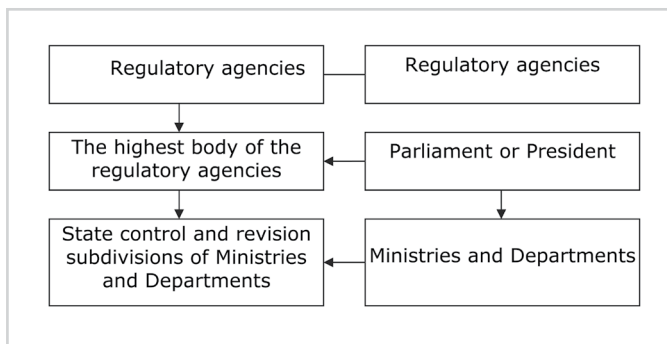 Regulatory agencies
Regulatory agencies
The highest body of the
regulatory agencies
Parliament or President
State control and revision
subdivisions of Ministries
and Departments
Ministries and Departments